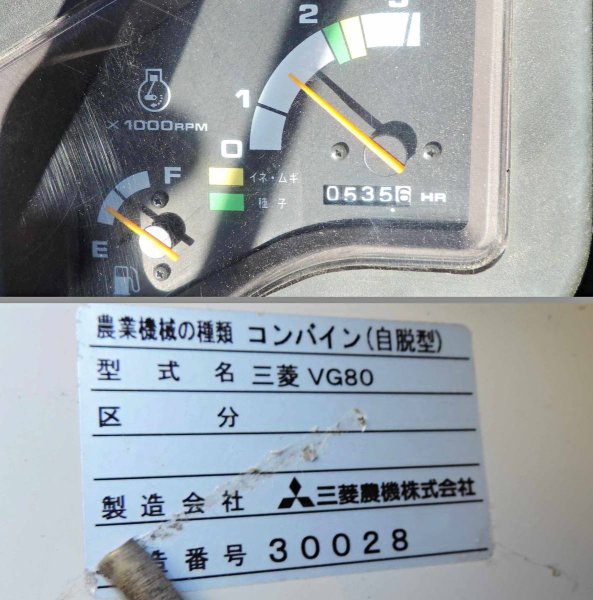 3
2
1
X 1000RPM
0
F
イネ・ムギ
種子
05356 HR
E
農業機械の種類 コンバイン(自脱型)
型式名 三菱 VG80
区分
製造会社 三菱農機株式会社
造番号 30028